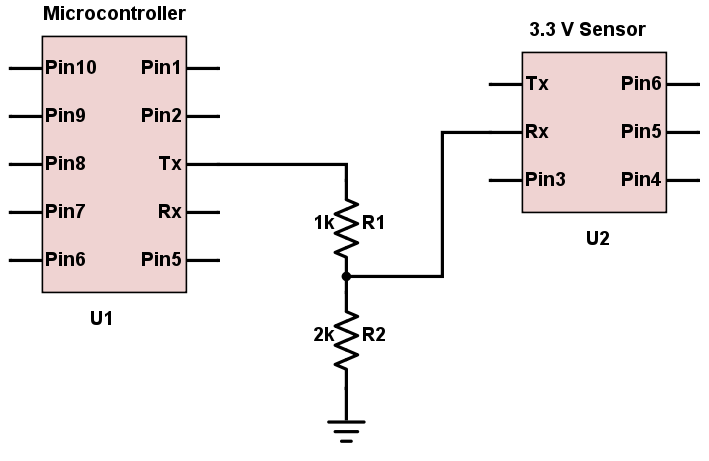 Microcontroller
Pin10 Pin1
Pin9 Pin2
Pin8 Tx
Pin7 Rx
Pin6 Pin5
U1
1k R1
2k R2
3.3 V Sensor
Tx Pin6
Rx Pin5
Pin3 Pin4
U2